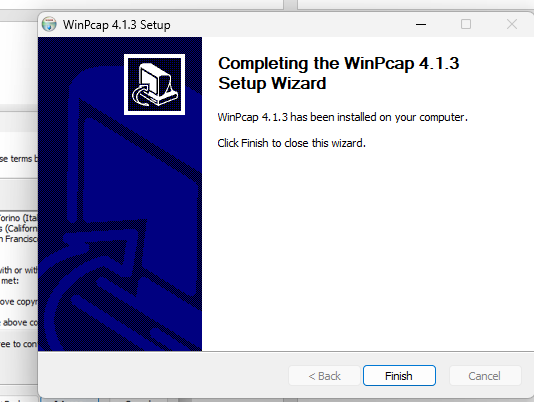 WinPcap 4.1.3 Setup
Completing the WinPcap 4.1.3
Setup Wizard
WinPcap 4.1.3 has been installed on your computer.
Click Finish to close this wizard.
se terms b
orino (Ital
s (Californ
n Francisco
with or with
met:
ove copyr
above co
ree to con
< Back
Finish
Cancel